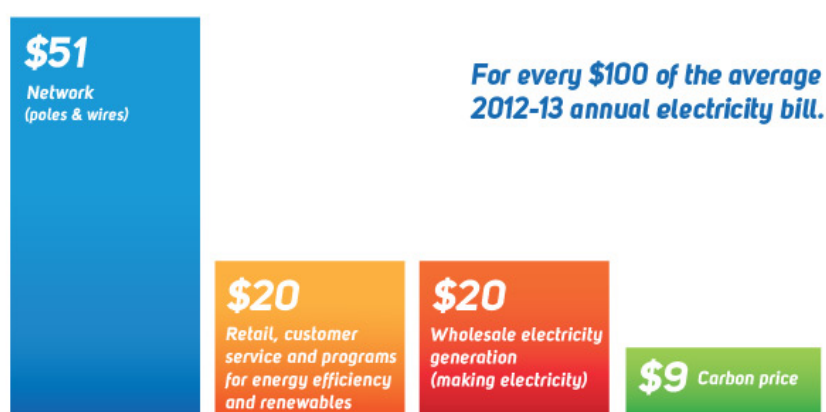 $51
Network
(poles & wires)
For every $100 of the average
2012-13 annual electricity bill.
$20
Retail, customer
service and programs
for energy efficiency
and renewables
$20
Wholesale electricity
generation
(making electricity)
$9 Carbon price